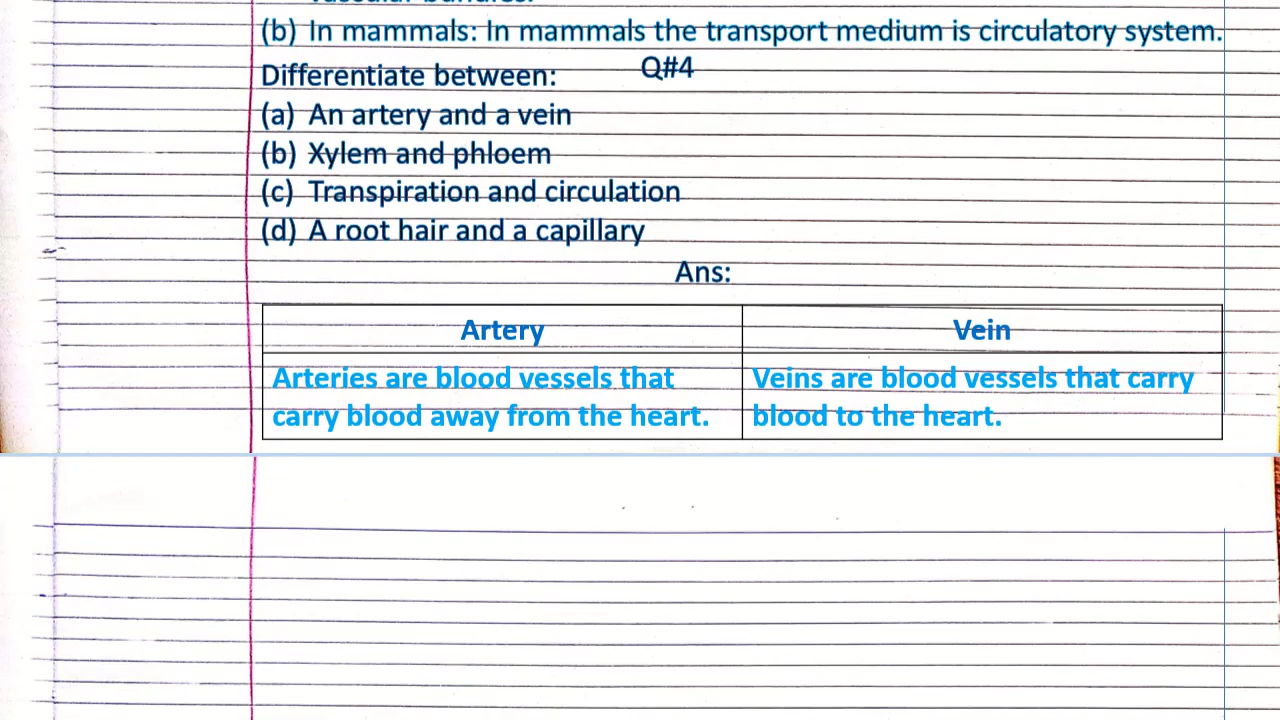 (b) In mammals: In mammals the transport medium is circulatory system.
Q#4
Differentiate between:
(a) An artery and a vein
(b) Xylem and phloem
(c) Transpiration and circulation
(d) A root hair and a capillary
Ans:
Artery Vein
Arteries are blood vessels that Veins are blood vessels that carry
carry blood away from the heart. blood to the heart.